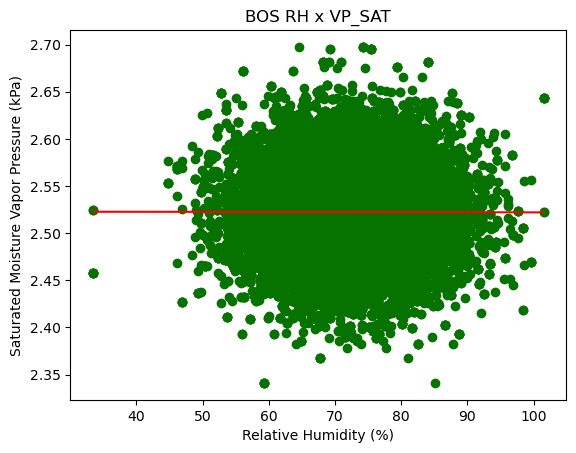 BOS RH x VP_SAT
Saturated Moisture Vapor Pressure (kPa)
2.70
2.65
2.60
2.55
2.50
2.45
2.40
2.35
40 50 60 70 80 90 100
Relative Humidity (%)